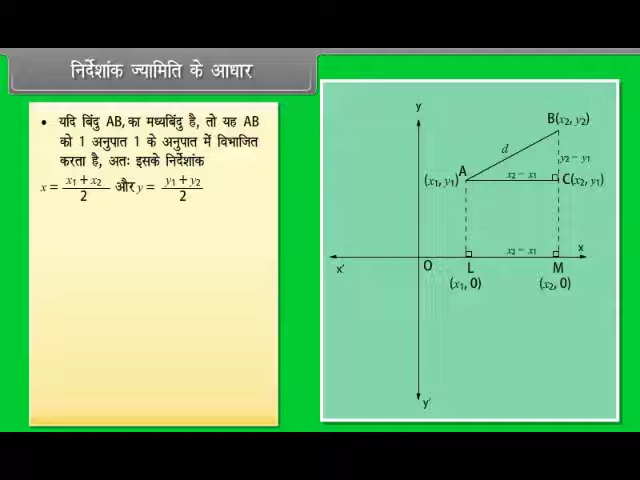 निर्देशांक ज्यामिति के आधार
• यदि बिंदु AB, का मध्यबिंदु है, तो यह AB
को 1 अनुपात 1 के अनुपात में विभाजित
करता है, अतः इसके निर्देशांक
x = (x₁ + x₂)/2 और y = (y₁ + y₂)/2
y
B(x₂, y₂)
d
y₂ − y₁
A
(x₁, y₁)
x₂ − x₁
C(x₂, y₁)
x₂ − x₁
x
x′
O
L
M
(x₁, 0)
(x₂, 0)
y′